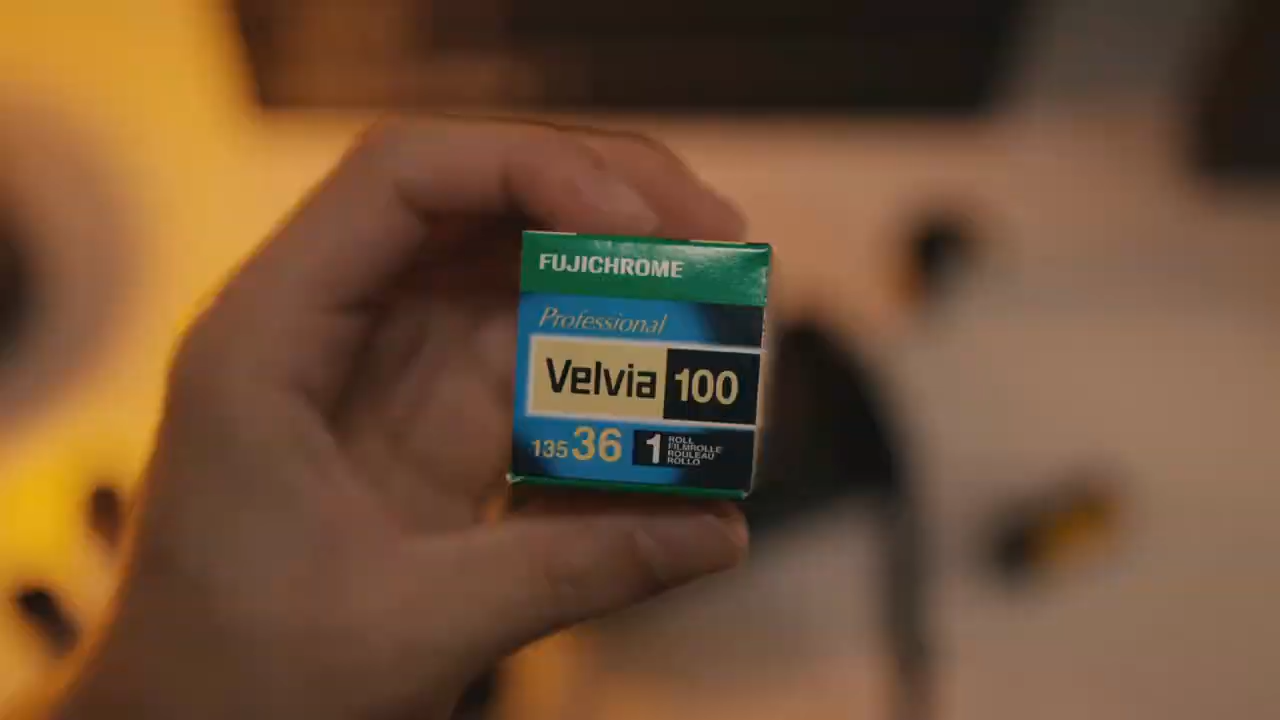 FUJICHROME
Professional
Velvia 100
135 36 1 ROLL
FILMROLLE
ROULEAU
ROLLO